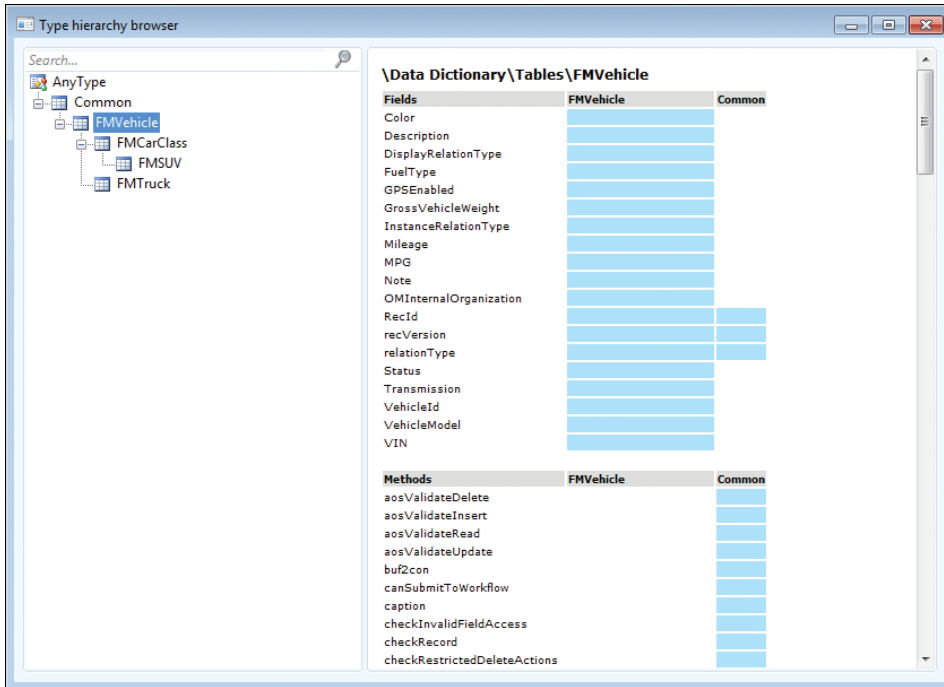 Type hierarchy browser
Search...
AnyType
Common
FMVehicle
FMCarClass
FMSUV
FMTruck
\Data Dictionary\Tables\FMVehicle
Fields FMVehicle Common
Color
Description
DisplayRelationType
FuelType
GPSEnabled
GrossVehicleWeight
InstanceRelationType
Mileage
MPG
Note
OMInternalOrganization
RecId
recVersion
relationType
Status
Transmission
VehicleId
VehicleModel
VIN
Methods FMVehicle Common
aosValidateDelete
aosValidateInsert
aosValidateRead
aosValidateUpdate
buf2con
canSubmitToWorkflow
caption
checkInvalidFieldAccess
checkRecord
checkRestrictedDeleteActions